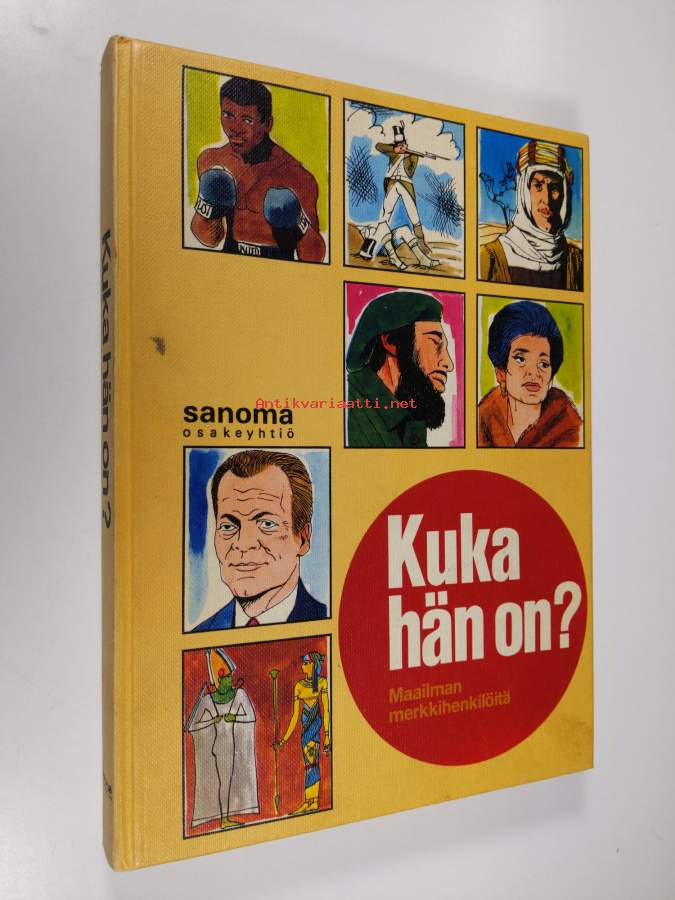 Kuka hän on?
sanoma
osakeyhtiö
Antikvariaatti.net
Kuka
hän on?
Maailman
merkkihenkilöitä